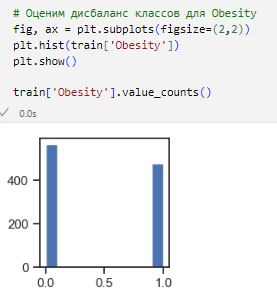 # Оценим дисбаланс классов для Obesity
fig, ax = plt.subplots(figsize=(2,2))
plt.hist(train['Obesity'])
plt.show()
train['Obesity'].value_counts()
0.0s
400
200
0
0.0 0.5 1.0